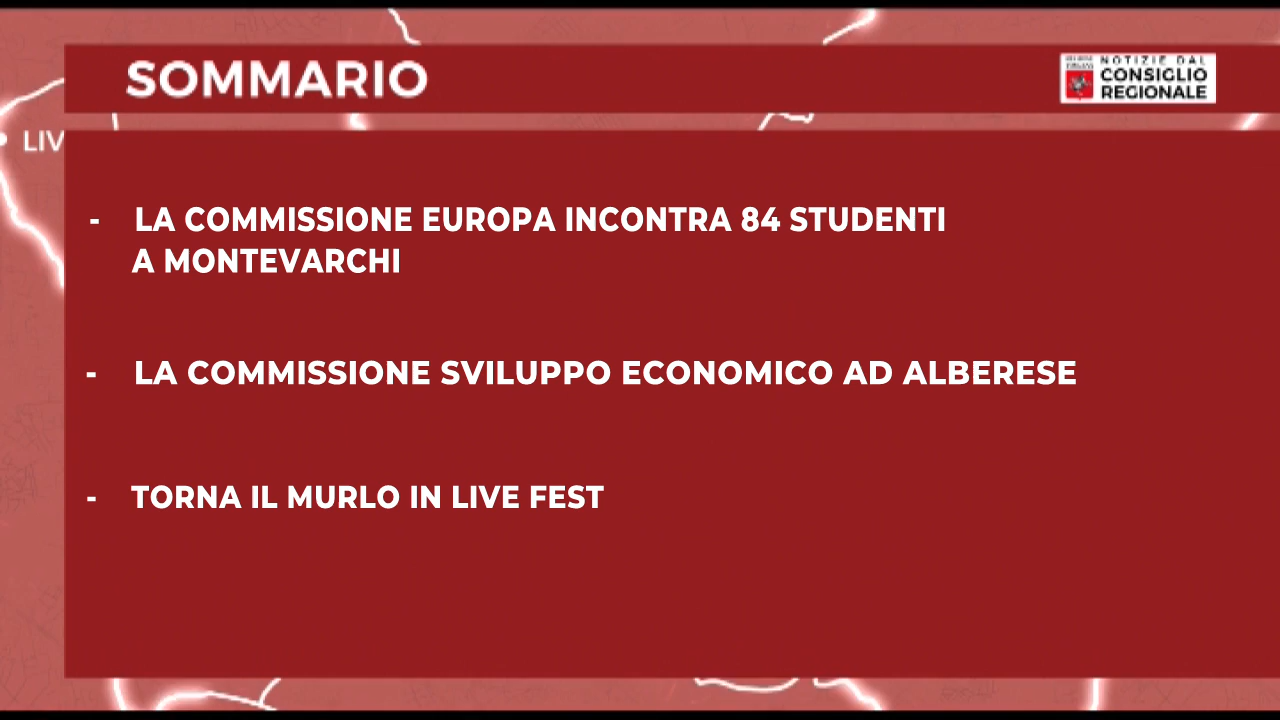 SOMMARIO
NOTIZIE DAL
CONSIGLIO
REGIONALE
LIV
- LA COMMISSIONE EUROPA INCONTRA 84 STUDENTI
A MONTEVARCHI
- LA COMMISSIONE SVILUPPO ECONOMICO AD ALBERESE
- TORNA IL MURLO IN LIVE FEST